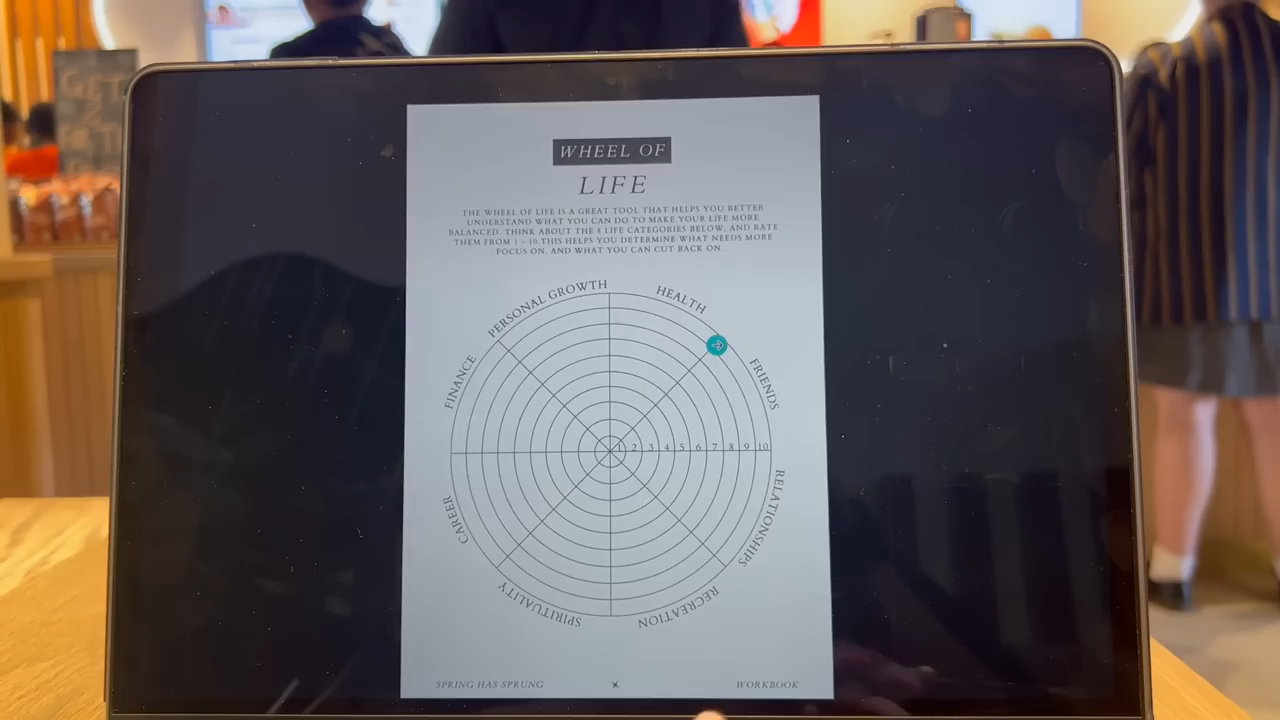 WHEEL OF
LIFE
THE WHEEL OF LIFE IS A GREAT TOOL THAT HELPS YOU BETTER
UNDERSTAND WHAT YOU CAN DO TO MAKE YOUR LIFE MORE
BALANCED. THINK ABOUT THE 8 LIFE CATEGORIES BELOW, AND RATE
THEM FROM 1 - 10.THIS HELPS YOU DETERMINE WHAT NEEDS MORE
FOCUS ON, AND WHAT YOU CAN CUT BACK ON.
PERSONAL GROWTH
HEALTH
FINANCE
FRIENDS
1 2 3 4 5 6 7 8 9 10
CAREER
RELATIONSHIPS
SPIRITUALITY
RECREATION
SPRING HAS SPRUNG
WORKBOOK